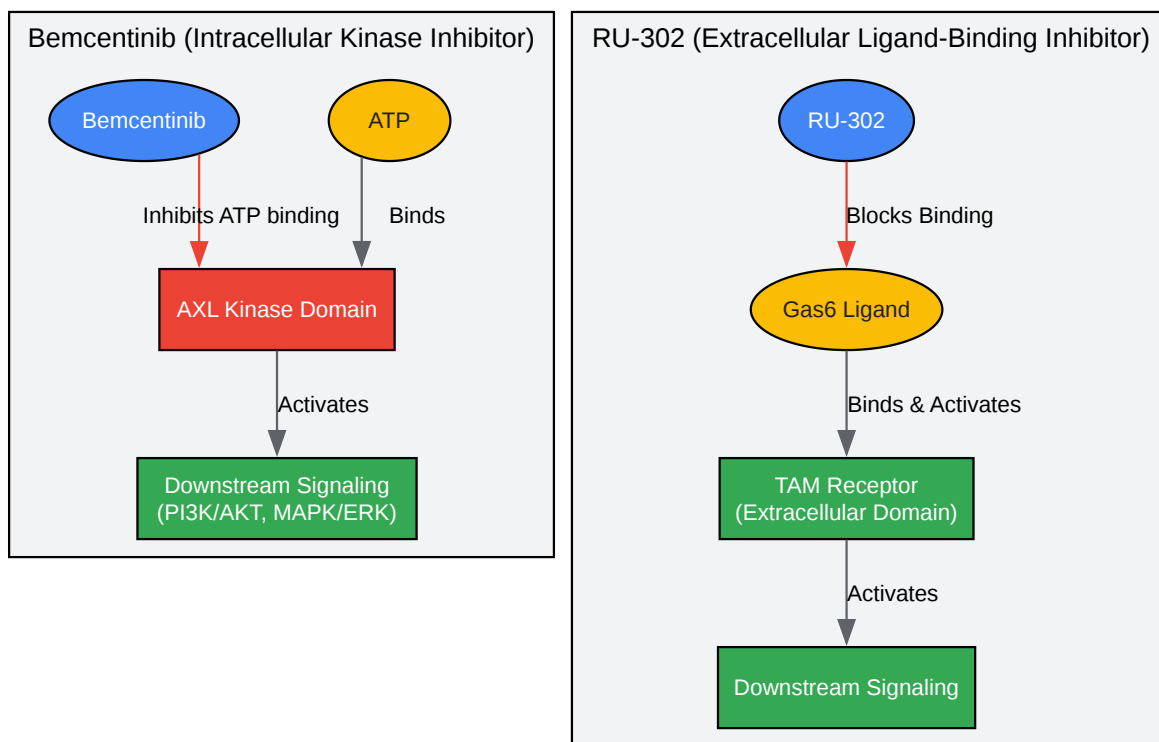 Bemcentinib (Intracellular Kinase Inhibitor)
Bemcentinib
ATP
Inhibits ATP binding
Binds
AXL Kinase Domain
Activates
Downstream Signaling
(PI3K/AKT, MAPK/ERK)
RU-302 (Extracellular Ligand-Binding Inhibitor)
RU-302
Blocks Binding
Gas6 Ligand
Binds & Activates
TAM Receptor
(Extracellular Domain)
Activates
Downstream Signaling